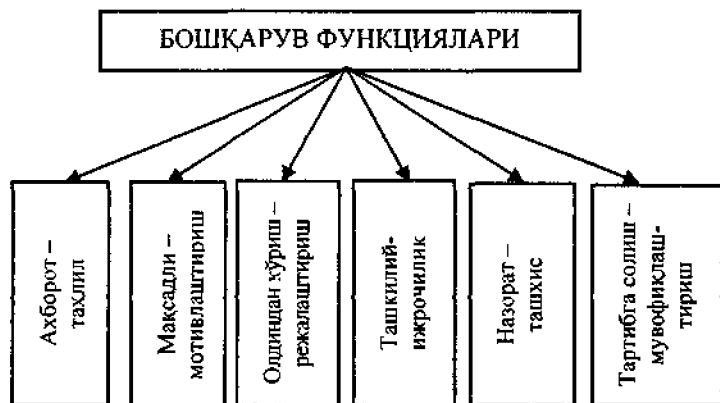 БОШҚАРУВ ФУНКЦИЯЛАРИ
Ахборот –
таҳлил
Мақсадли –
мотивлаштириш
Олдиндан кўриш –
режалаштириш
Ташкилий-
ижрочилик
Назорат –
ташхис
Тартибга солиш –
мувофиқлаш-
тириш